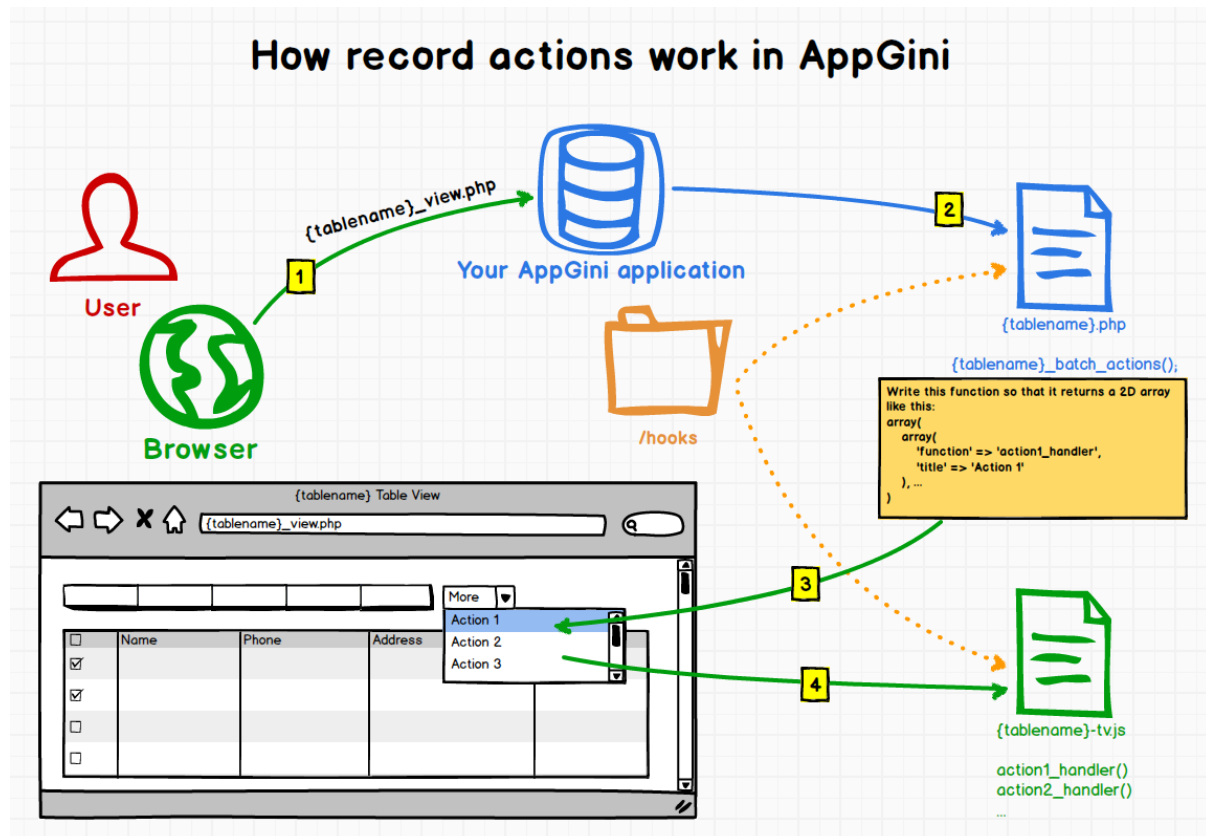 How record actions work in AppGini
{tablename}_view.php
1
2
User
Your AppGini application
Browser
/hooks
{tablename}.php
{tablename}_batch_actions();
Write this function so that it returns a 2D array
like this:
array(
array(
'function' => 'action1_handler',
'title' => 'Action 1'
), ...
)
{tablename} Table View
{tablename}_view.php
3
More
Action 1
Action 2
Action 3
Name
Phone
Address
4
{tablename}-tv.js
action1_handler()
action2_handler()
...